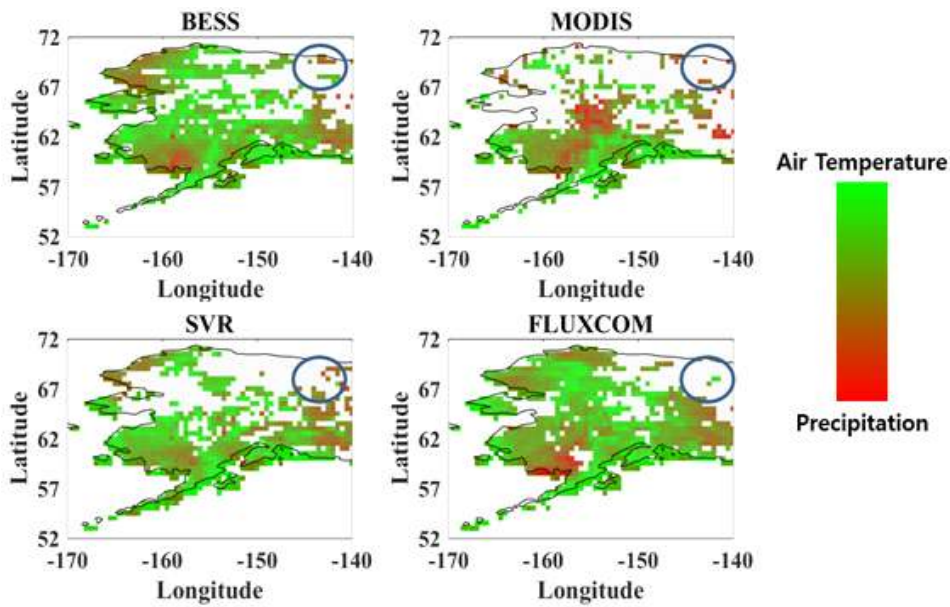 BESS
72
67
62
57
52
Latitude
-170 -160 -150 -140
Longitude
MODIS
72
67
62
57
52
Latitude
-170 -160 -150 -140
Longitude
SVR
72
67
62
57
52
Latitude
-170 -160 -150 -140
Longitude
FLUXCOM
72
67
62
57
52
Latitude
-170 -160 -150 -140
Longitude
Air Temperature
Precipitation